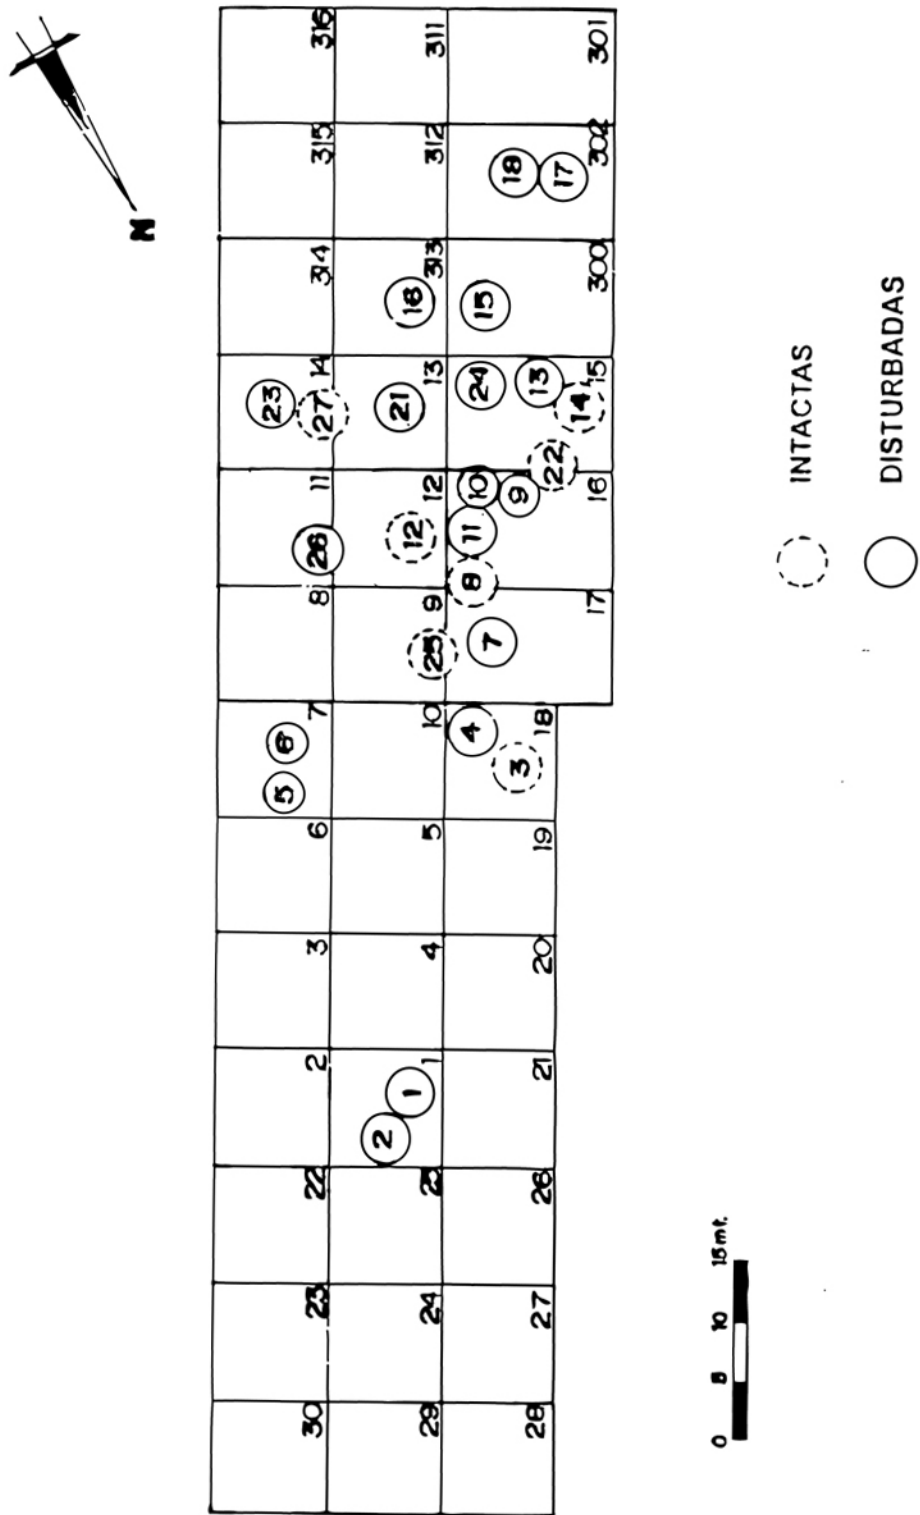 N
5 6 23
30 23 22 2 3 6 7 8 26 11 27 14 314 315 316
2 1 12 21 16
29 24 25 1 4 5 10 25 9 12 13 313 312 311
4 7 8 11 10 24 15
3 9 22 13 14 18 17
28 27 26 21 20 19 18 17 16 15 300 302 301
0 5 10 15 mt.
INTACTAS
DISTURBADAS